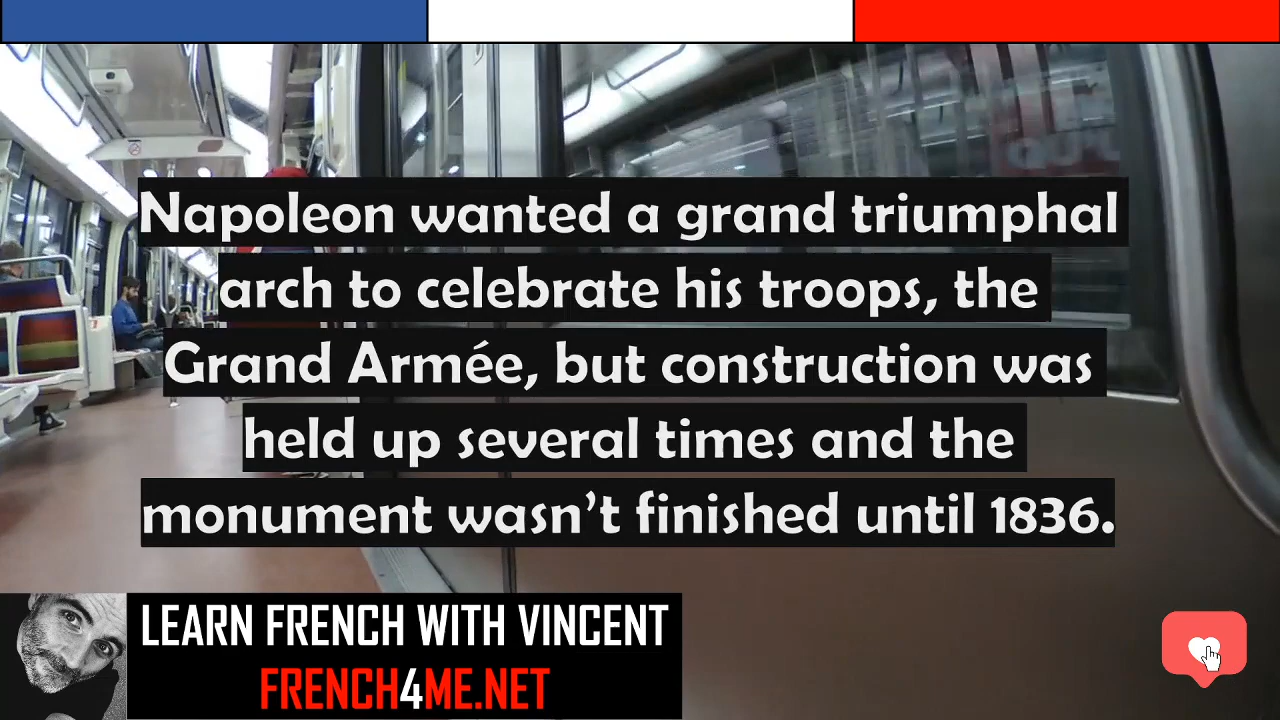 Napoleon wanted a grand triumphal
arch to celebrate his troops, the
Grand Armée, but construction was
held up several times and the
monument wasn’t finished until 1836.
LEARN FRENCH WITH VINCENT
FRENCH4ME.NET